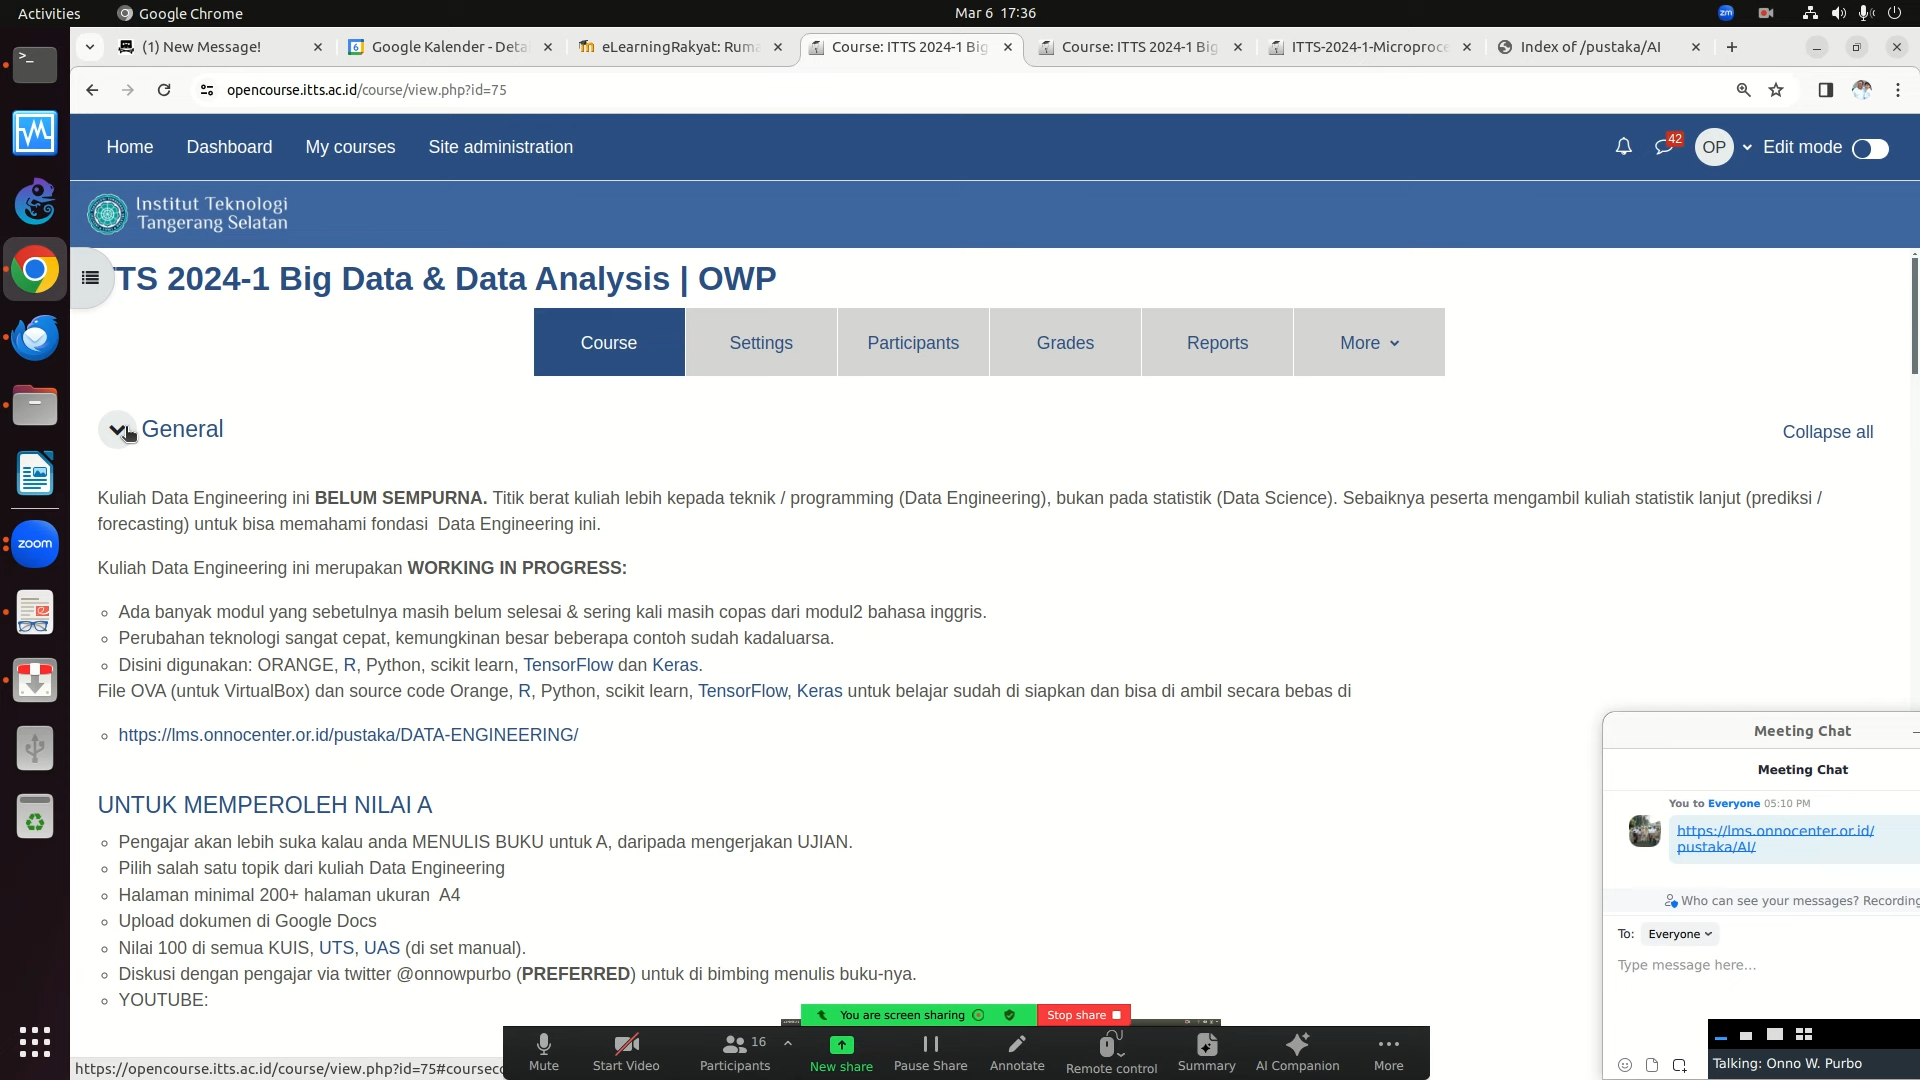 Activities
Google Chrome
Mar 6 17:36
zm
(1) New Message!
Google Kalender - Deta
eLearningRakyat: Ruma
Course: ITTS 2024-1 Big
Course: ITTS 2024-1 Big
ITTS-2024-1-Microproce
Index of /pustaka/AI
opencourse.itts.ac.id/course/view.php?id=75
Home
Dashboard
My courses
Site administration
42
OP
Edit mode
Institut Teknologi
Tangerang Selatan
TS 2024-1 Big Data & Data Analysis | OWP
Course
Settings
Participants
Grades
Reports
More
General
Collapse all
Kuliah Data Engineering ini BELUM SEMPURNA. Titik berat kuliah lebih kepada teknik / programming (Data Engineering), bukan pada statistik (Data Science). Sebaiknya peserta mengambil kuliah statistik lanjut (prediksi /
forecasting) untuk bisa memahami fondasi Data Engineering ini.
Kuliah Data Engineering ini merupakan WORKING IN PROGRESS:
Ada banyak modul yang sebetulnya masih belum selesai & sering kali masih copas dari modul2 bahasa inggris.
Perubahan teknologi sangat cepat, kemungkinan besar beberapa contoh sudah kadaluarsa.
Disini digunakan: ORANGE, R, Python, scikit learn, TensorFlow dan Keras.
File OVA (untuk VirtualBox) dan source code Orange, R, Python, scikit learn, TensorFlow, Keras untuk belajar sudah di siapkan dan bisa di ambil secara bebas di
https://lms.onnocenter.or.id/pustaka/DATA-ENGINEERING/
UNTUK MEMPEROLEH NILAI A
Pengajar akan lebih suka kalau anda MENULIS BUKU untuk A, daripada mengerjakan UJIAN.
Pilih salah satu topik dari kuliah Data Engineering
Halaman minimal 200+ halaman ukuran A4
Upload dokumen di Google Docs
Nilai 100 di semua KUIS, UTS, UAS (di set manual).
Diskusi dengan pengajar via twitter @onnowpurbo (PREFERRED) untuk di bimbing menulis buku-nya.
YOUTUBE:
zoom
Meeting Chat
Meeting Chat
You to Everyone 05:10 PM
https://lms.onnocenter.or.id/
pustaka/AI/
Who can see your messages? Recording
To: Everyone
Type message here...
Talking: Onno W. Purbo
You are screen sharing
Stop share
Mute
Start Video
16
Participants
New share
Pause Share
Annotate
Remote control
Summary
AI Companion
More
https://opencourse.itts.ac.id/course/view.php?id=75#coursec